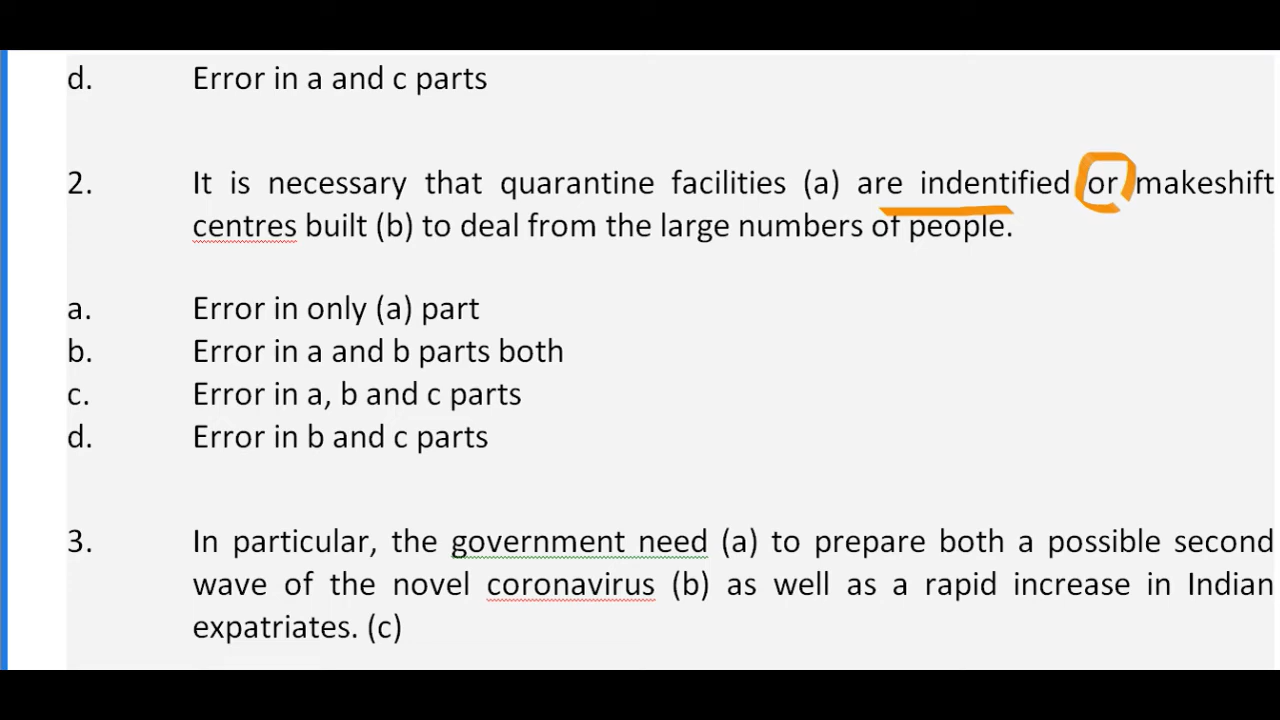 d. Error in a and c parts
2. It is necessary that quarantine facilities (a) are indentified or makeshift
centres built (b) to deal from the large numbers of people.
a. Error in only (a) part
b. Error in a and b parts both
c. Error in a, b and c parts
d. Error in b and c parts
3. In particular, the government need (a) to prepare both a possible second
wave of the novel coronavirus (b) as well as a rapid increase in Indian
expatriates. (c)